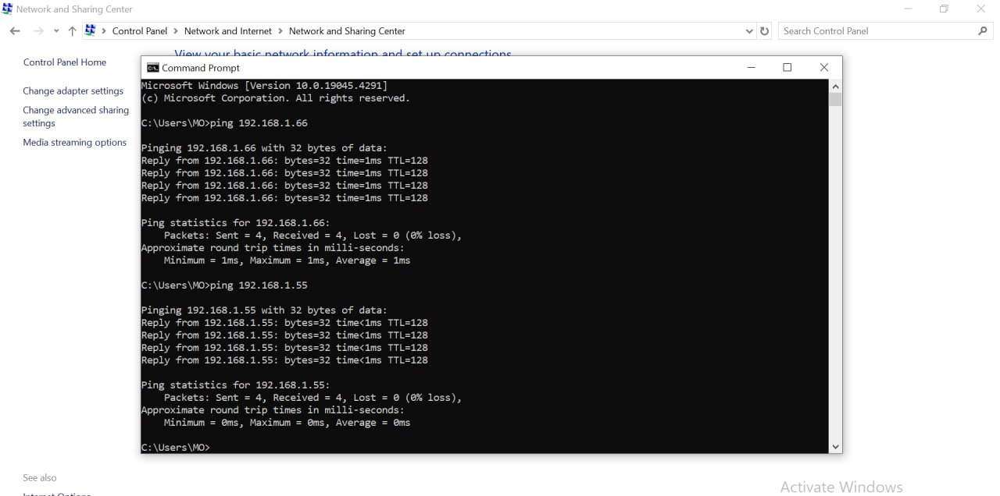 Network and Sharing Center
Control Panel > Network and Internet > Network and Sharing Center
Search Control Panel
View your basic network information and set up connections
Control Panel Home
Change adapter settings
Change advanced sharing
settings
Media streaming options
Command Prompt
Microsoft Windows [Version 10.0.19045.4291]
(c) Microsoft Corporation. All rights reserved.
C:\Users\MO>ping 192.168.1.66
Pinging 192.168.1.66 with 32 bytes of data:
Reply from 192.168.1.66: bytes=32 time=1ms TTL=128
Reply from 192.168.1.66: bytes=32 time=1ms TTL=128
Reply from 192.168.1.66: bytes=32 time=1ms TTL=128
Reply from 192.168.1.66: bytes=32 time=1ms TTL=128
Ping statistics for 192.168.1.66:
    Packets: Sent = 4, Received = 4, Lost = 0 (0% loss),
Approximate round trip times in milli-seconds:
    Minimum = 1ms, Maximum = 1ms, Average = 1ms
C:\Users\MO>ping 192.168.1.55
Pinging 192.168.1.55 with 32 bytes of data:
Reply from 192.168.1.55: bytes=32 time<1ms TTL=128
Reply from 192.168.1.55: bytes=32 time<1ms TTL=128
Reply from 192.168.1.55: bytes=32 time<1ms TTL=128
Reply from 192.168.1.55: bytes=32 time<1ms TTL=128
Ping statistics for 192.168.1.55:
    Packets: Sent = 4, Received = 4, Lost = 0 (0% loss),
Approximate round trip times in milli-seconds:
    Minimum = 0ms, Maximum = 0ms, Average = 0ms
C:\Users\MO>
See also
Internet Options
Activate Windows